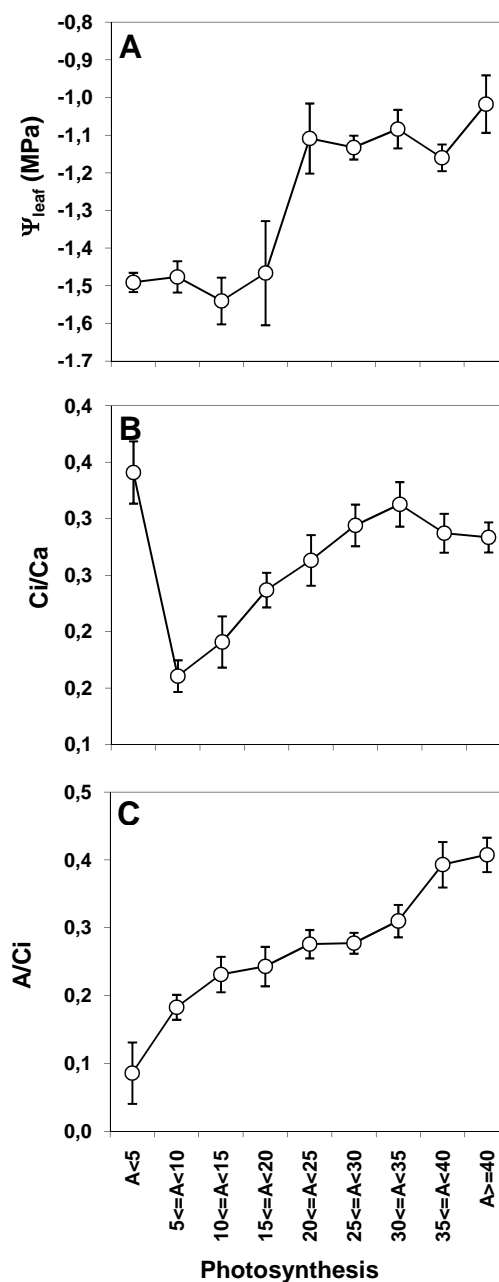 A
-0,8
-0,9
-1,0
-1,1
-1,2
-1,3
-1,4
-1,5
-1,6
-1.7
Ψleaf (MPa)
B
0,4
0,4
0,3
0,3
0,2
0,2
0,1
Ci/Ca
C
0,5
0,4
0,3
0,2
0,1
0,0
A/Ci
A<5
5<=A<10
10<=A<15
15<=A<20
20<=A<25
25<=A<30
30<=A<35
35<=A<40
A>=40
Photosynthesis